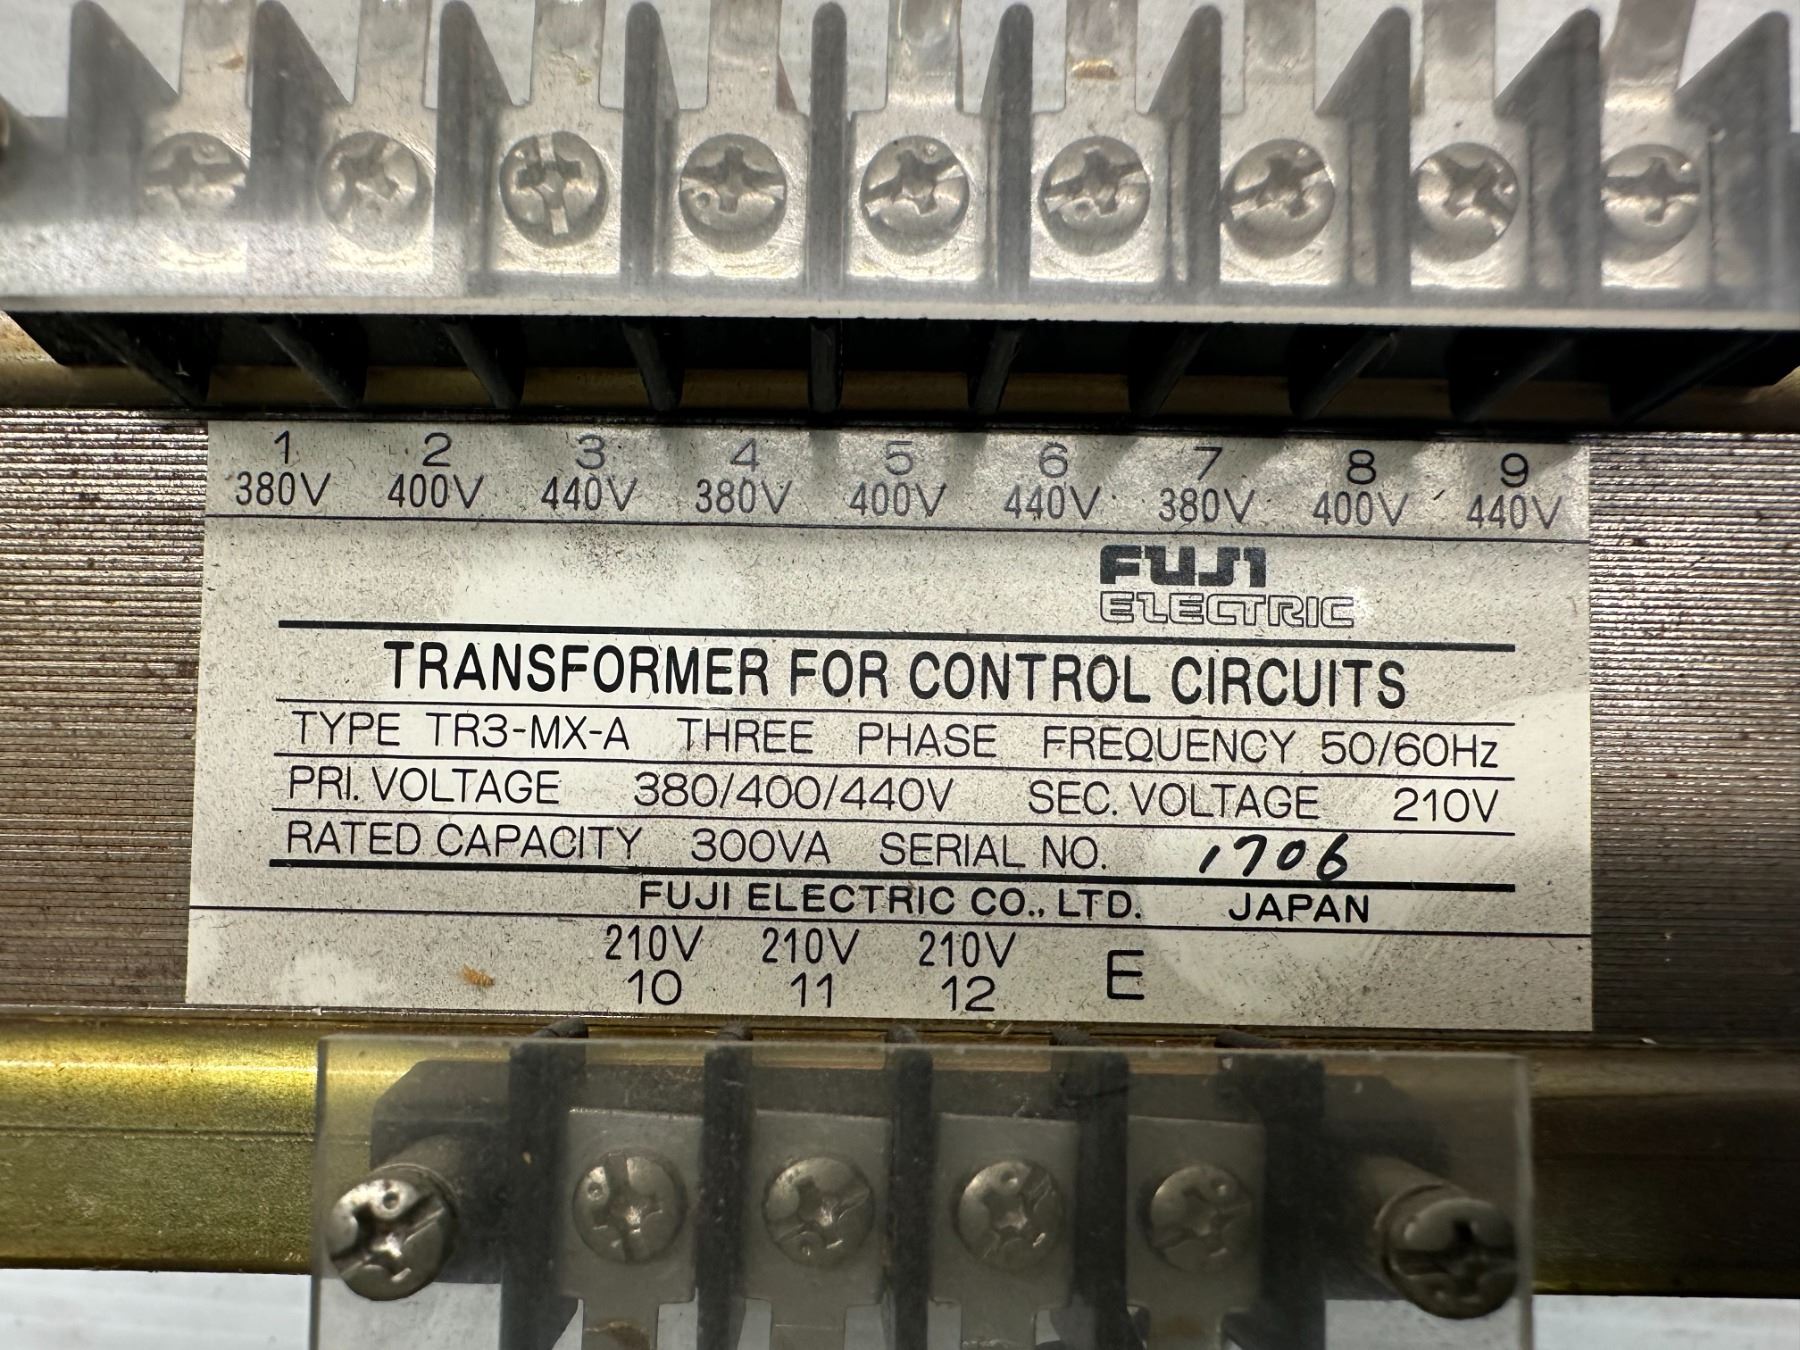 1 2 3 4 5 6 7 8 9
380V 400V 440V 380V 400V 440V 380V 400V 440V
FUJI
ELECTRIC
TRANSFORMER FOR CONTROL CIRCUITS
TYPE TR3-MX-A THREE PHASE FREQUENCY 50/60Hz
PRI. VOLTAGE 380/400/440V SEC. VOLTAGE 210V
RATED CAPACITY 300VA SERIAL NO. 1706
FUJI ELECTRIC CO., LTD. JAPAN
210V 210V 210V E
10 11 12